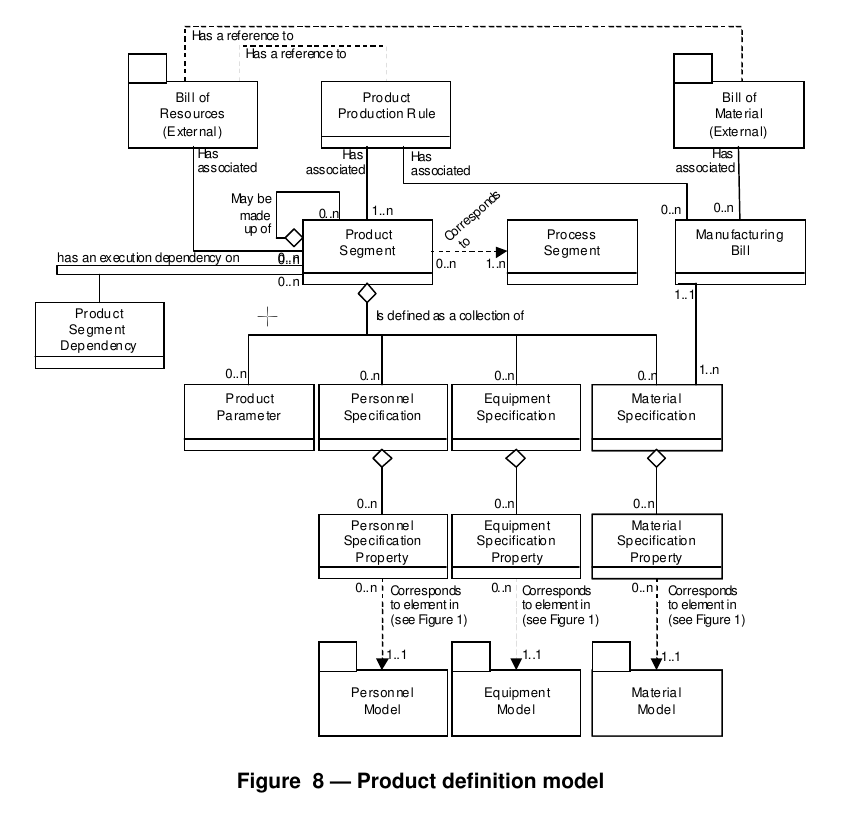 Has a reference to
Has a reference to
Bill of
Resources
(External)
Product
Production Rule
Bill of
Material
(External)
Has
associated
Has
associated
Has
associated
Has
associated
May be
made
up of
0..n
1..n
Corresponds
to
0..n
0..n
Product
Segment
Process
Segment
Manufacturing
Bill
has an execution dependency on
0..n
0..n
0..n
1..n
0..n
1..1
Product
Segment
Dependency
Is defined as a collection of
0..n
0..n
0..n
0..n
1..n
Product
Parameter
Personnel
Specification
Equipment
Specification
Material
Specification
0..n
0..n
0..n
Personnel
Specification
Property
Equipment
Specification
Property
Material
Specification
Property
0..n
Corresponds
to element in
(see Figure 1)
0..n
Corresponds
to element in
(see Figure 1)
0..n
Corresponds
to element in
(see Figure 1)
1..1
1..1
1..1
Personnel
Model
Equipment
Model
Material
Model
Figure 8 — Product definition model